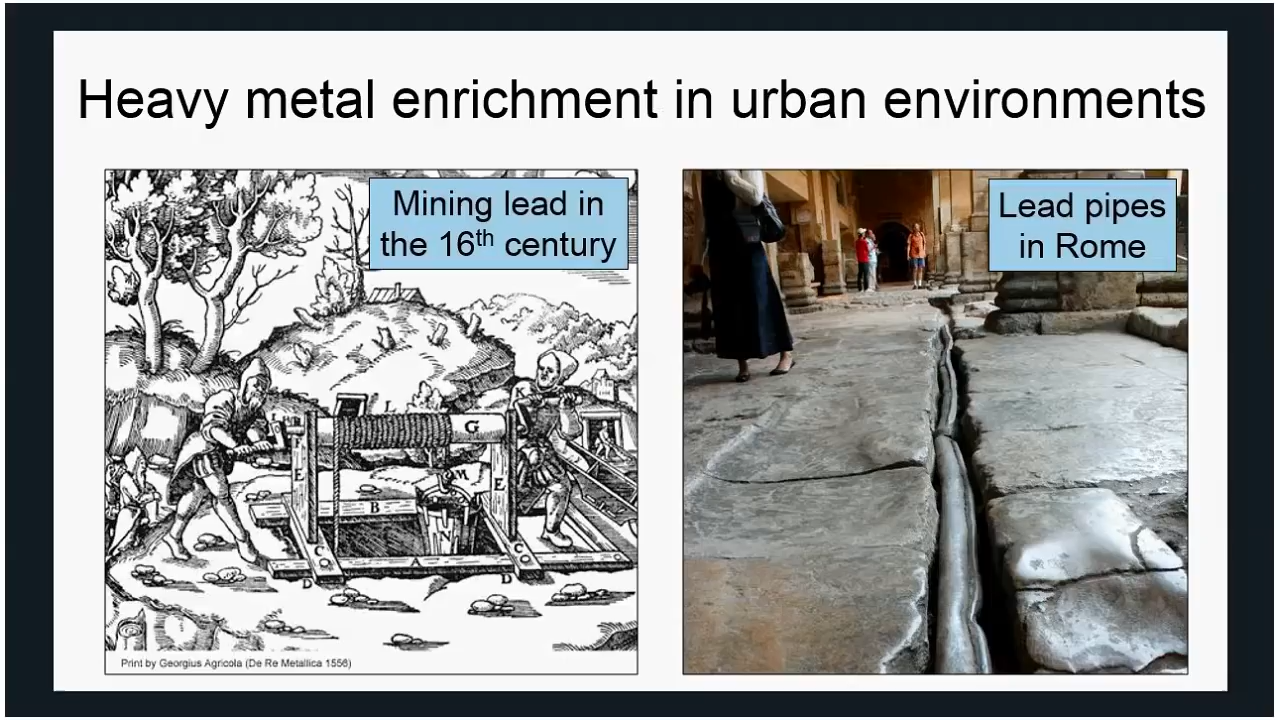 Heavy metal enrichment in urban environments
Mining lead in
the 16th century
Lead pipes
in Rome
L
G
E
E
M
B
N
C
A
C
D
D
Print by Georgius Agricola (De Re Metallica 1556)